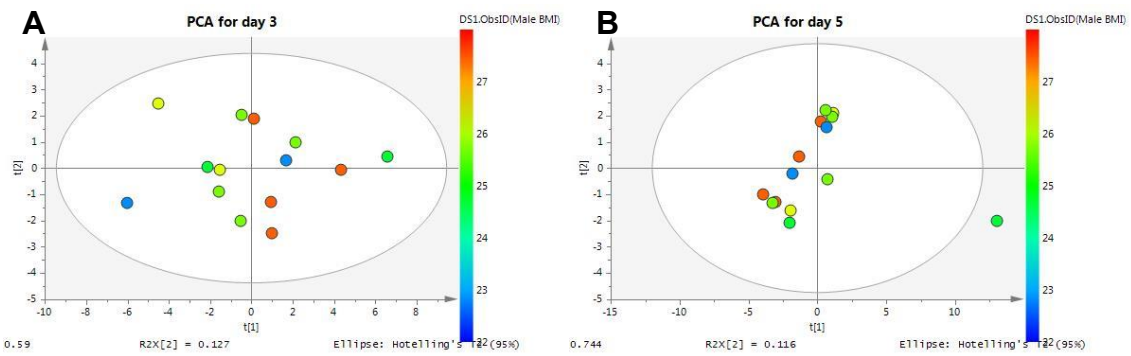 A
PCA for day 3
DS1.ObsID(Male BMI)
4
3
2
1
0
-1
-2
-3
-4
-5
t[2]
-10 -8 -6 -4 -2 0 2 4 6 8
t[1]
27
26
25
24
23
22
0.59 R2X[2] = 0.127 Ellipse: Hotelling's T2 (95%)
B
PCA for day 5
DS1.ObsID(Male BMI)
4
3
2
1
0
-1
-2
-3
-4
-5
t[2]
-15 -10 -5 0 5 10
t[1]
27
26
25
24
23
22
0.744 R2X[2] = 0.116 Ellipse: Hotelling's T2 (95%)